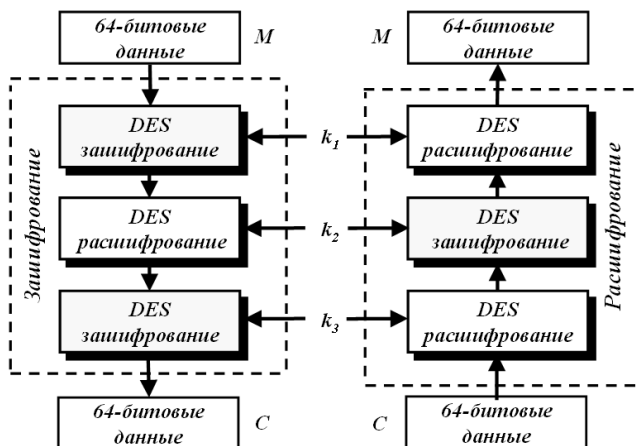 64-битовые
данные
M
DES
зашифрование
DES
расшифрование
DES
зашифрование
Зашифрование
64-битовые
данные
C
k1
k2
k3
M
64-битовые
данные
DES
расшифрование
DES
зашифрование
DES
расшифрование
Расшифрование
C
64-битовые
данные